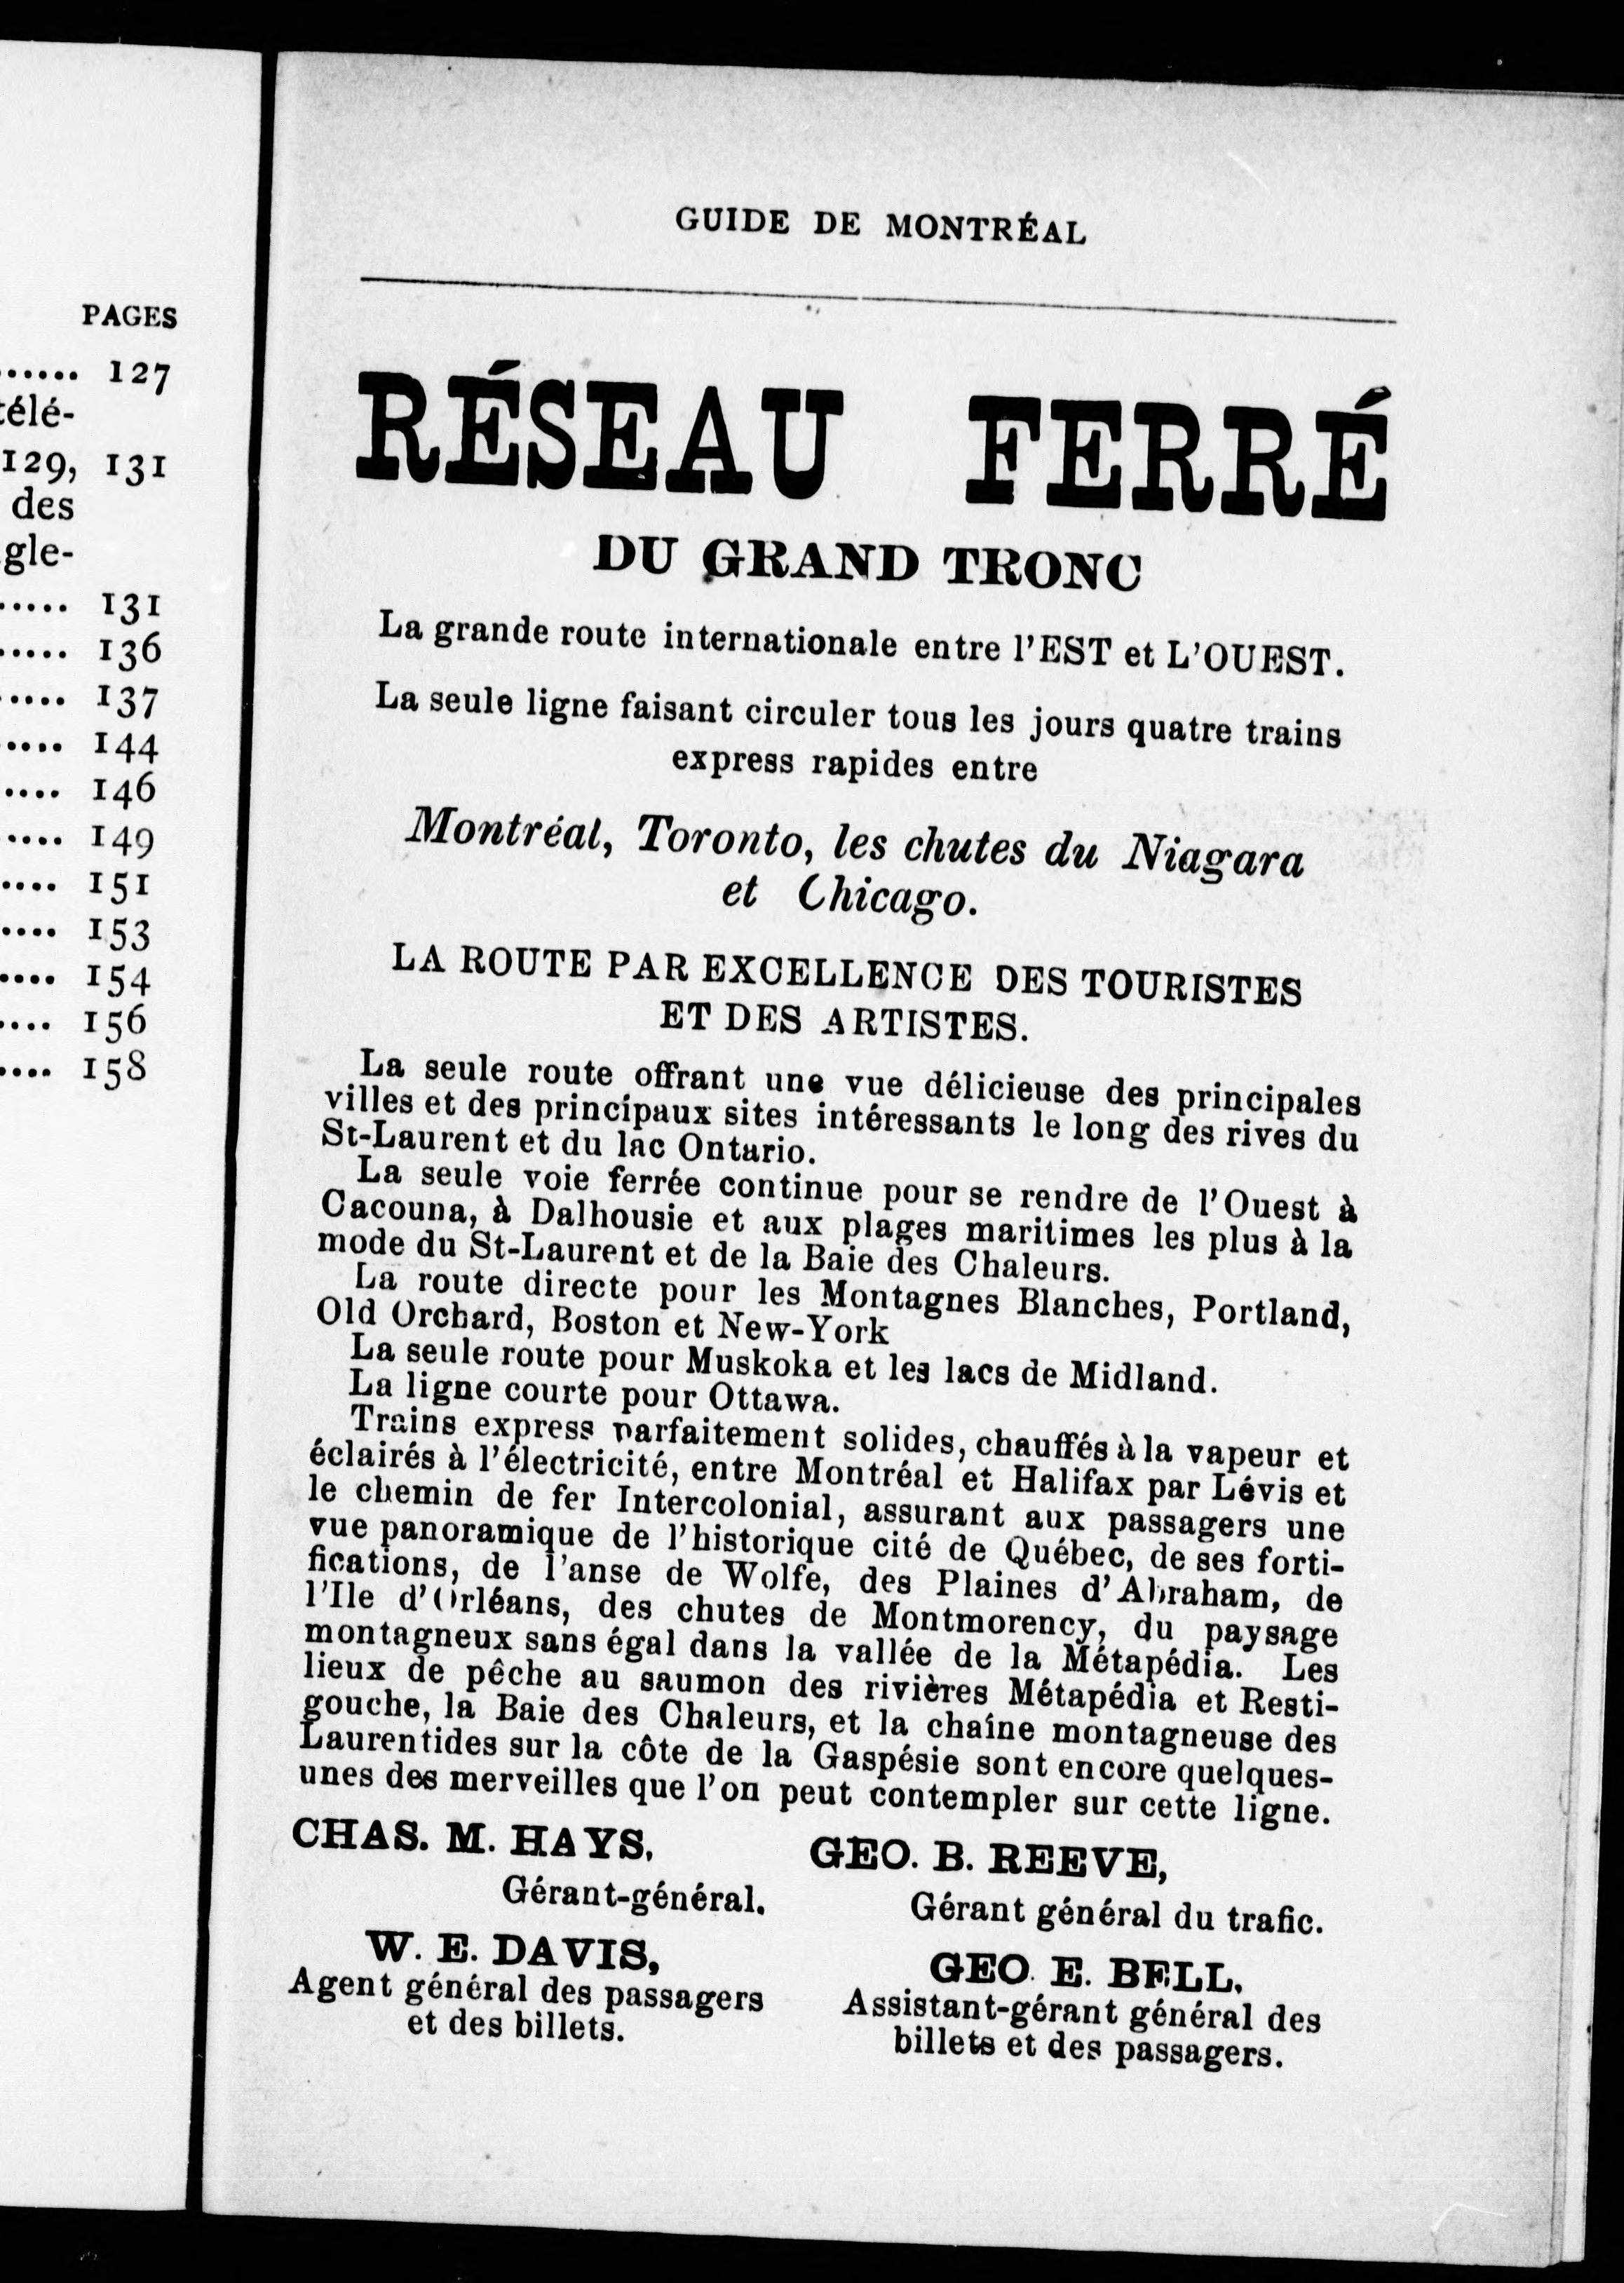 PAGES
...... 127
télé-
129, 131
des
gle-
..... 131
..... 136
..... 137
..... 144
.... 146
.... 149
.... 151
.... 153
.... 154
.... 156
.... 158
GUIDE DE MONTRÉAL
RÉSEAU FERRÉ
DU GRAND TRONC
La grande route internationale entre l'EST et L'OUEST.
La seule ligne faisant circuler tous les jours quatre trains
express rapides entre
Montréal, Toronto, les chutes du Niagara
et Chicago.
LA ROUTE PAR EXCELLENCE DES TOURISTES
ET DES ARTISTES.
La seule route offrant une vue délicieuse des principales
villes et des principaux sites intéressants le long des rives du
St-Laurent et du lac Ontario.
La seule voie ferrée continue pour se rendre de l'Ouest à
Cacouna, à Dalhousie et aux plages maritimes les plus à la
mode du St-Laurent et de la Baie des Chaleurs.
La route directe pour les Montagnes Blanches, Portland,
Old Orchard, Boston et New-York
La seule route pour Muskoka et les lacs de Midland.
La ligne courte pour Ottawa.
Trains express parfaitement solides, chauffés à la vapeur et
éclairés à l'électricité, entre Montréal et Halifax par Lévis et
le chemin de fer Intercolonial, assurant aux passagers une
vue panoramique de l'historique cité de Québec, de ses forti-
fications, de l'anse de Wolfe, des Plaines d'Abraham, de
l'Ile d'Orléans, des chutes de Montmorency, du paysage
montagneux sans égal dans la vallée de la Métapédia. Les
lieux de pêche au saumon des rivières Métapédia et Resti-
gouche, la Baie des Chaleurs, et la chaîne montagneuse des
Laurentides sur la côte de la Gaspésie sont encore quelques-
unes des merveilles que l'on peut contempler sur cette ligne.
CHAS. M. HAYS,
Gérant-général.
GEO. B. REEVE,
Gérant général du trafic.
W. E. DAVIS,
Agent général des passagers
et des billets.
GEO. E. BELL,
Assistant-gérant général des
billets et des passagers.